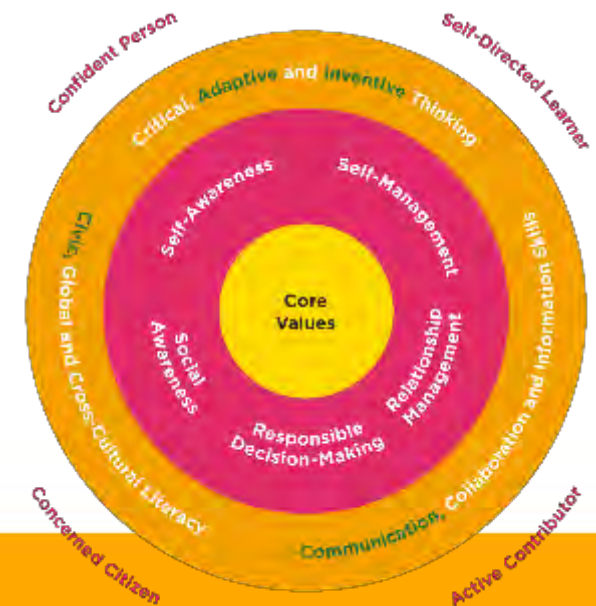 Confident Person
Self-Directed Learner
Critical, Adaptive and Inventive Thinking
Self-Awareness
Self-Management
Civic, Global and Cross-Cultural Literacy
Communication, Collaboration and Information Skills
Core
Values
Social
Awareness
Relationship
Management
Responsible
Decision-Making
Concerned Citizen
Active Contributor